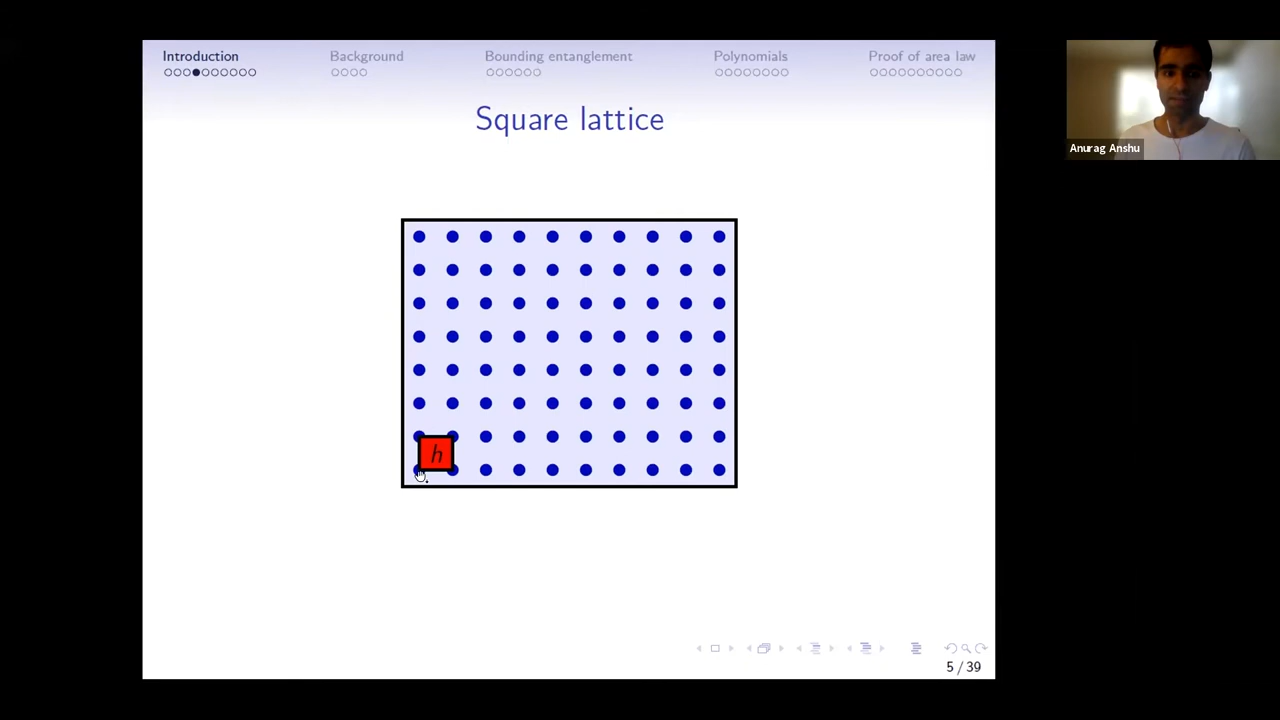 Introduction Background Bounding entanglement Polynomials Proof of area law
Square lattice
h
5 / 39
Anurag Anshu